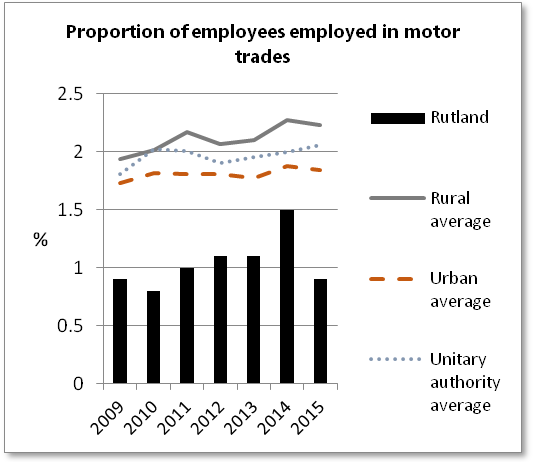 Proportion of employees employed in motor
trades
2.5
2
1.5
1
0.5
0
%
2009
2010
2011
2012
2013
2014
2015
Rutland
Rural
average
Urban
average
Unitary
authority
average